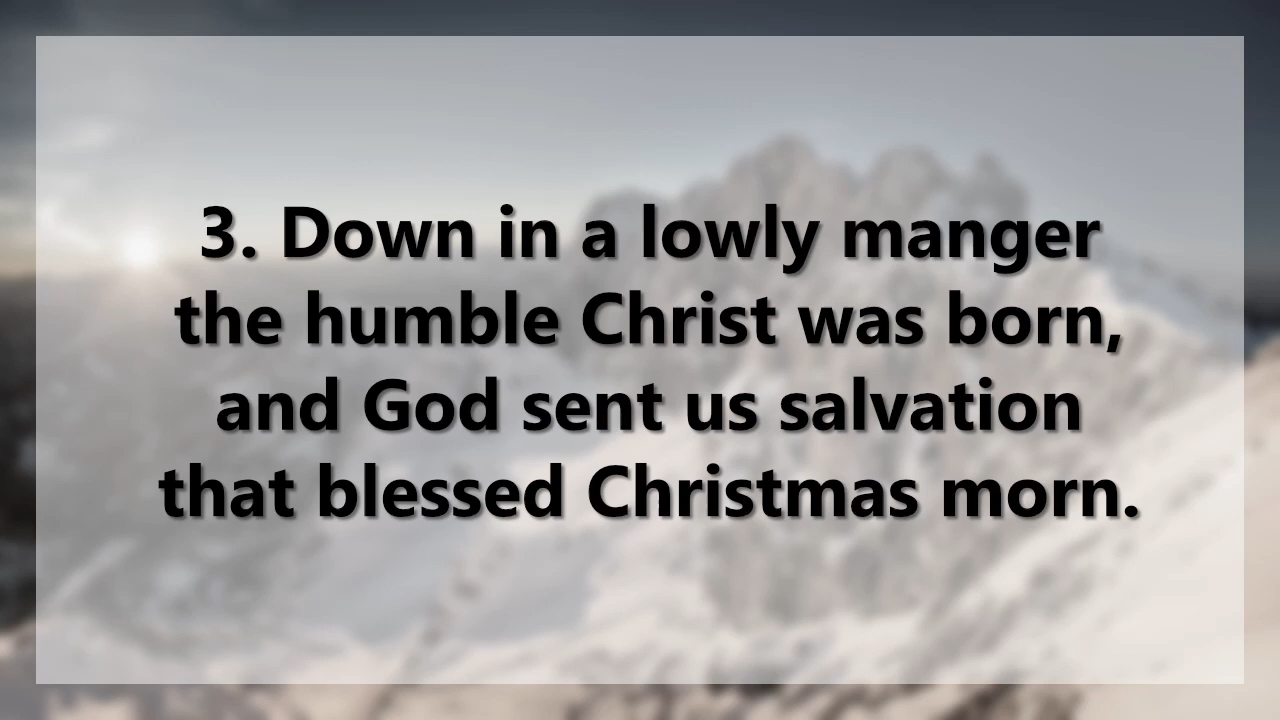 3. Down in a lowly manger
the humble Christ was born,
and God sent us salvation
that blessed Christmas morn.